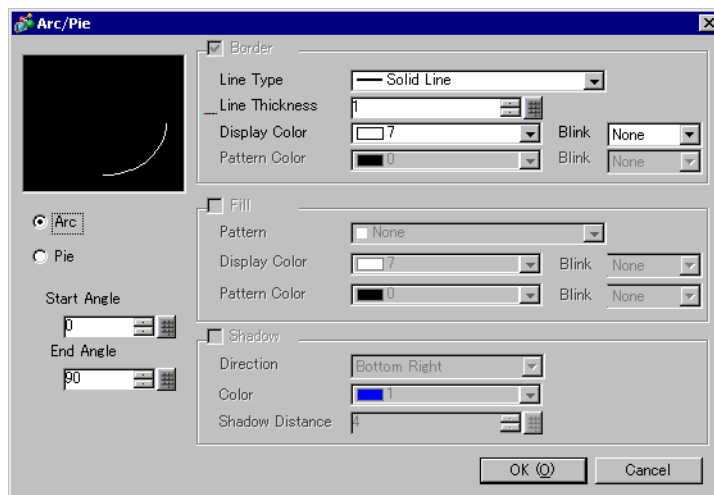 Arc/Pie
Border
Line Type
Solid Line
Line Thickness
1
Display Color
7
Blink
None
Pattern Color
0
Blink
None
Arc
Pie
Start Angle
0
End Angle
90
Fill
Pattern
None
Display Color
7
Blink
None
Pattern Color
0
Blink
None
Shadow
Direction
Bottom Right
Color
1
Shadow Distance
4
OK (O)
Cancel